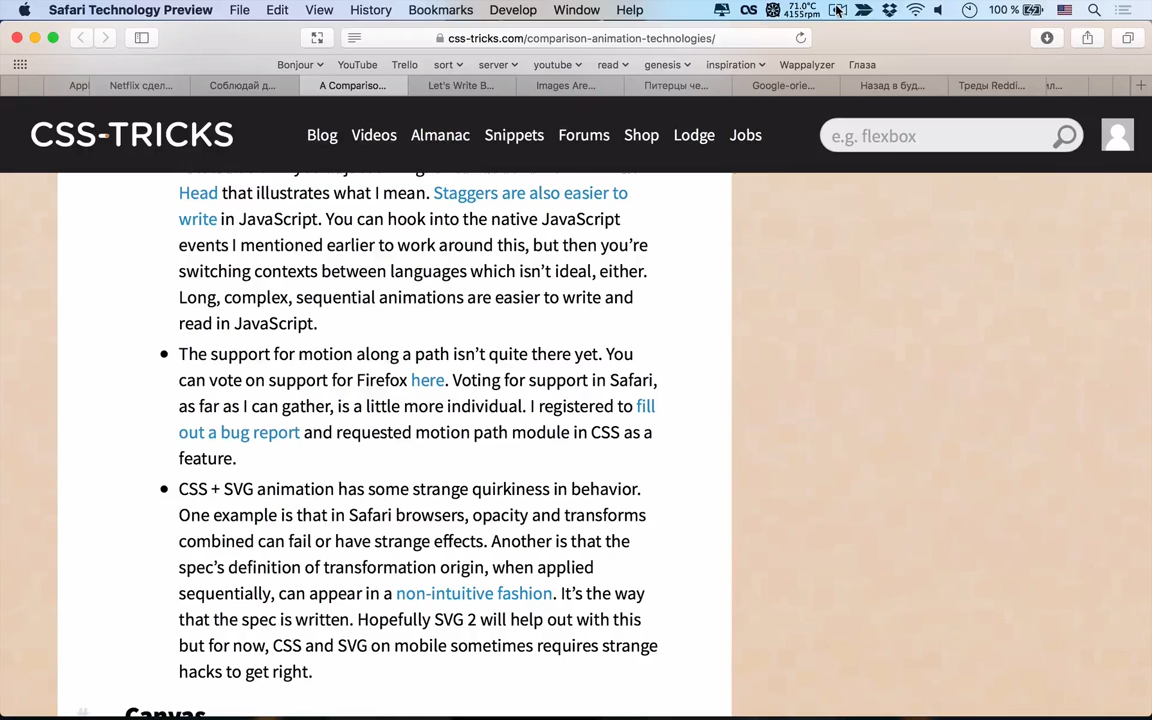 Safari Technology Preview File Edit View History Bookmarks Develop Window Help OS 71.0°C 4155rpm 100 %
css-tricks.com/comparison-animation-technologies/
Bonjour YouTube Trello sort server youtube read genesis inspiration Wappalyzer Глаза
Appl Netflix сдел... Соблюдай д... A Compariso... Let's Write B... Images Are... Питерцы че... Google-orie... Назад в буд... Треды Reddi... ил...
CSS-TRICKS Blog Videos Almanac Snippets Forums Shop Lodge Jobs e.g. flexbox
Head that illustrates what I mean. Staggers are also easier to
write in JavaScript. You can hook into the native JavaScript
events I mentioned earlier to work around this, but then you’re
switching contexts between languages which isn’t ideal, either.
Long, complex, sequential animations are easier to write and
read in JavaScript.
The support for motion along a path isn’t quite there yet. You
can vote on support for Firefox here. Voting for support in Safari,
as far as I can gather, is a little more individual. I registered to fill
out a bug report and requested motion path module in CSS as a
feature.
CSS + SVG animation has some strange quirkiness in behavior.
One example is that in Safari browsers, opacity and transforms
combined can fail or have strange effects. Another is that the
spec’s definition of transformation origin, when applied
sequentially, can appear in a non-intuitive fashion. It’s the way
that the spec is written. Hopefully SVG 2 will help out with this
but for now, CSS and SVG on mobile sometimes requires strange
hacks to get right.
# Canvas